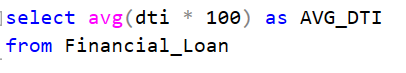 select avg(dti * 100) as AVG_DTI
from Financial_Loan